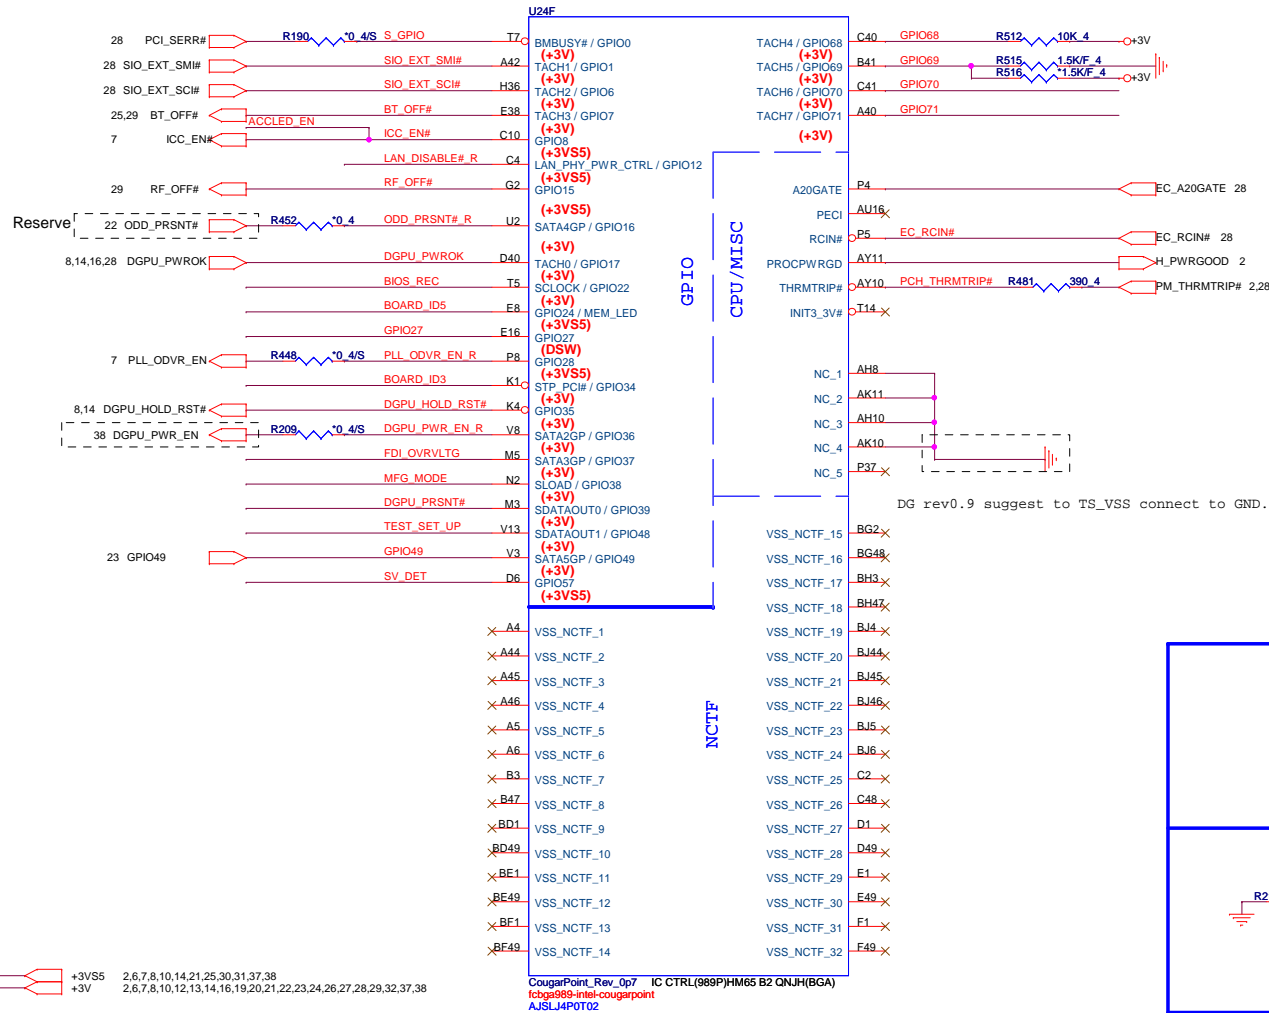 U24F
28 PCI_SERR# R190 *0_4/S S_GPIO T7 BMBUSY# / GPIO0 TACH4 / GPIO68 C40 GPIO68 R512 10K_4 +3V
(+3V) (+3V)
28 SIO_EXT_SMI# SIO_EXT_SMI# A42 TACH1 / GPIO1 TACH5 / GPIO69 B41 GPIO69 R515 1.5K/F_4
(+3V) (+3V) R516 *1.5K/F_4 +3V
28 SIO_EXT_SCI# SIO_EXT_SCI# H36 TACH2 / GPIO6 TACH6 / GPIO70 C41 GPIO70
(+3V) (+3V)
25,29 BT_OFF# BT_OFF# E38 TACH3 / GPIO7 TACH7 / GPIO71 A40 GPIO71
ACCLED_EN (+3V) (+3V)
7 ICC_EN# ICC_EN# C10 GPIO8
(+3VS5)
LAN_DISABLE#_R C4 LAN_PHY_PWR_CTRL / GPIO12
(+3VS5)
29 RF_OFF# RF_OFF# G2 GPIO15 A20GATE P4 EC_A20GATE 28
(+3VS5) PECI AU16
Reserve 22 ODD_PRSNT# R452 *0_4 ODD_PRSNT#_R U2 SATA4GP / GPIO16
RCIN# P5 EC_RCIN# EC_RCIN# 28
(+3V)
8,14,16,28 DGPU_PWROK DGPU_PWROK D40 TACH0 / GPIO17 PROCPWRGD AY11 H_PWRGOOD 2
(+3V)
BIOS_REC T5 SCLOCK / GPIO22 THRMTRIP# AY10 PCH_THRMTRIP# R481 390_4 PM_THRMTRIP# 2,28
(+3V)
BOARD_ID5 E8 GPIO24 / MEM_LED INIT3_3V# T14
(+3VS5)
GPIO27 E16 GPIO27
(DSW)
7 PLL_ODVR_EN R448 *0_4/S PLL_ODVR_EN_R P8 GPIO28
(+3VS5) NC_1 AH8
BOARD_ID3 K1 STP_PCI# / GPIO34
(+3V) NC_2 AK11
8,14 DGPU_HOLD_RST# DGPU_HOLD_RST# K4 GPIO35
(+3V) NC_3 AH10
38 DGPU_PWR_EN R209 *0_4/S DGPU_PWR_EN_R V8 SATA2GP / GPIO36
(+3V) NC_4 AK10
FDI_OVRVLTG M5 SATA3GP / GPIO37
(+3V) NC_5 P37
MFG_MODE N2 SLOAD / GPIO38
(+3V)
DGPU_PRSNT# M3 SDATAOUT0 / GPIO39
DG rev0.9 suggest to TS_VSS connect to GND.
(+3V)
TEST_SET_UP V13 SDATAOUT1 / GPIO48 VSS_NCTF_15 BG2
(+3V)
23 GPIO49 GPIO49 V3 SATA5GP / GPIO49 VSS_NCTF_16 BG48
(+3V)
SV_DET D6 GPIO57 VSS_NCTF_17 BH3
(+3VS5)
VSS_NCTF_18 BH47
GPIO
CPU/MISC
NCTF
A4 VSS_NCTF_1 VSS_NCTF_19 BJ4
A44 VSS_NCTF_2 VSS_NCTF_20 BJ44
A45 VSS_NCTF_3 VSS_NCTF_21 BJ45
A46 VSS_NCTF_4 VSS_NCTF_22 BJ46
A5 VSS_NCTF_5 VSS_NCTF_23 BJ5
A6 VSS_NCTF_6 VSS_NCTF_24 BJ6
B3 VSS_NCTF_7 VSS_NCTF_25 C2
B47 VSS_NCTF_8 VSS_NCTF_26 C48
BD1 VSS_NCTF_9 VSS_NCTF_27 D1
BD49 VSS_NCTF_10 VSS_NCTF_28 D49
BE1 VSS_NCTF_11 VSS_NCTF_29 E1
BE49 VSS_NCTF_12 VSS_NCTF_30 E49
BF1 VSS_NCTF_13 VSS_NCTF_31 F1
BF49 VSS_NCTF_14 VSS_NCTF_32 F49
R2
+3VS5 2,6,7,8,10,14,21,25,30,31,37,38
+3V 2,6,7,8,10,12,13,14,16,19,20,21,22,23,24,26,27,28,29,32,37,38
CougarPoint_Rev_0p7 IC CTRL(989P)HM65 B2 QNJH(BGA)
fcbga989-intel-cougarpoint
AJSLJ4P0T02